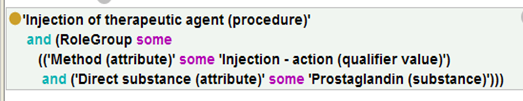 'Injection of therapeutic agent (procedure)'
and (RoleGroup some
(('Method (attribute)' some 'Injection - action (qualifier value)')
and ('Direct substance (attribute)' some 'Prostaglandin (substance)')))